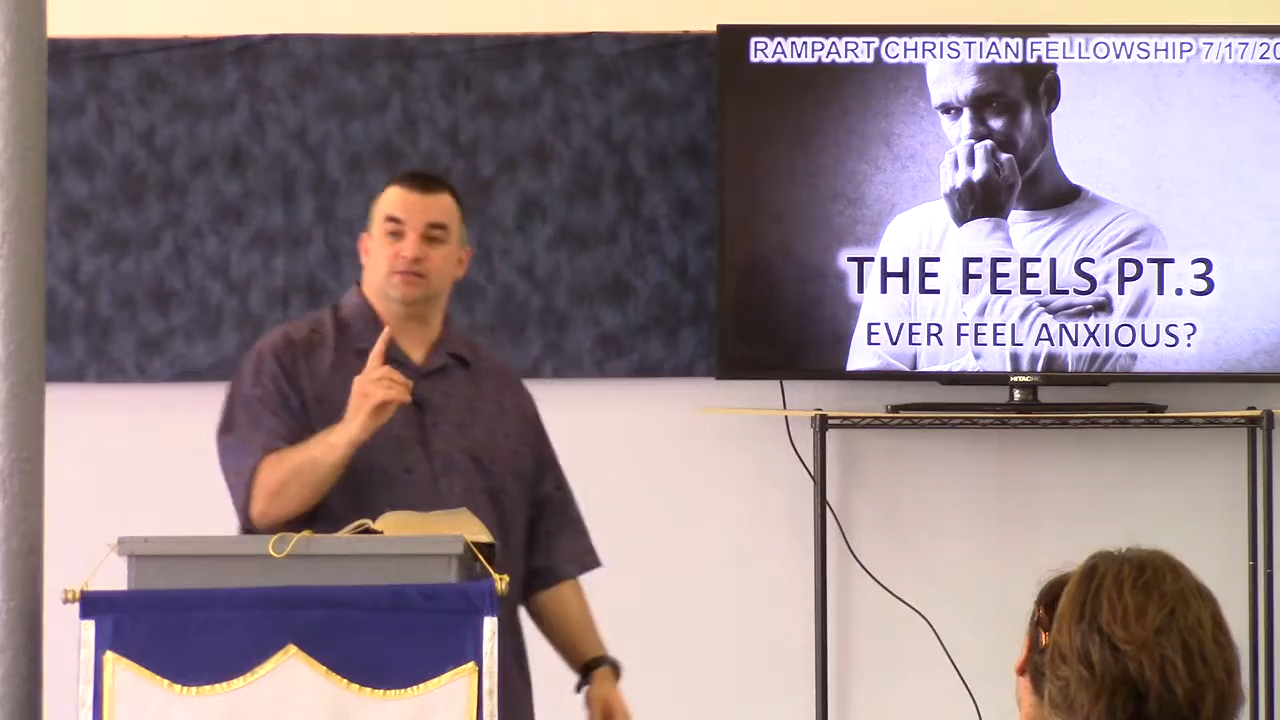 RAMPART CHRISTIAN FELLOWSHIP 7/17/20
THE FEELS PT.3
EVER FEEL ANXIOUS?
HITACHI